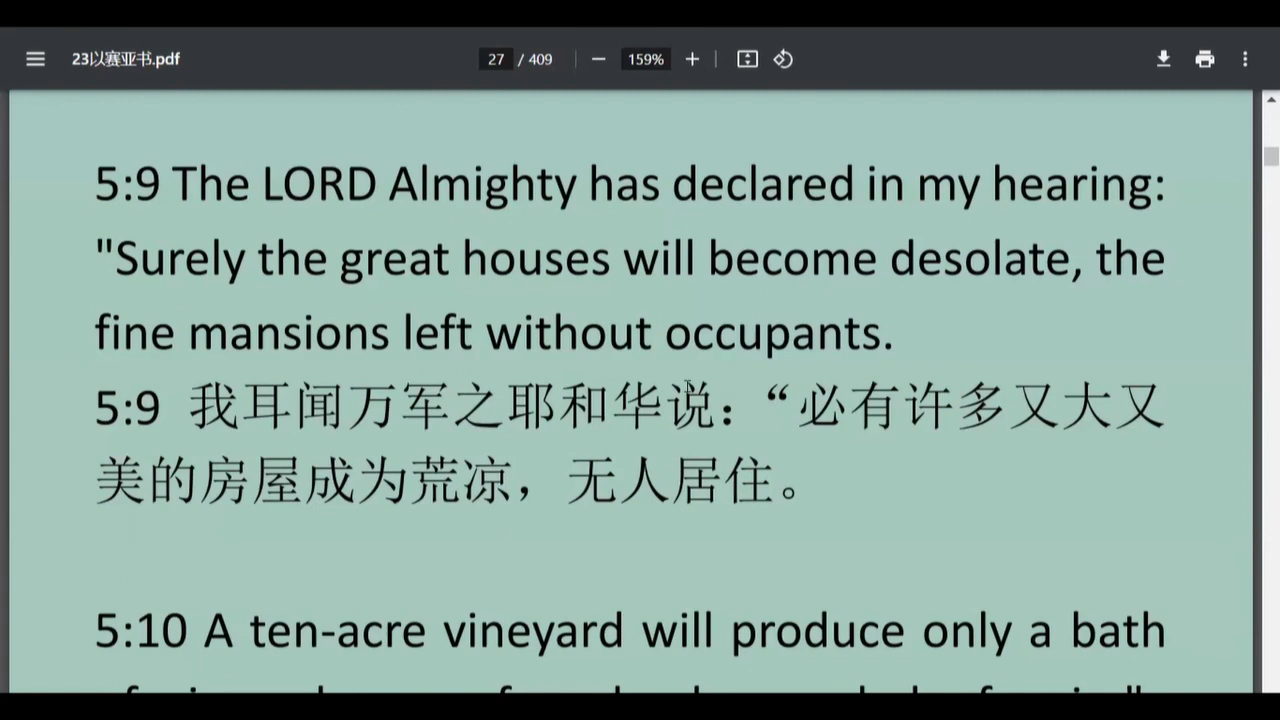 23以赛亚书.pdf
27 / 409
159%
5:9 The LORD Almighty has declared in my hearing:
"Surely the great houses will become desolate, the
fine mansions left without occupants.
5:9 我耳闻万军之耶和华说：“必有许多又大又
美的房屋成为荒凉，无人居住。
5:10 A ten-acre vineyard will produce only a bath